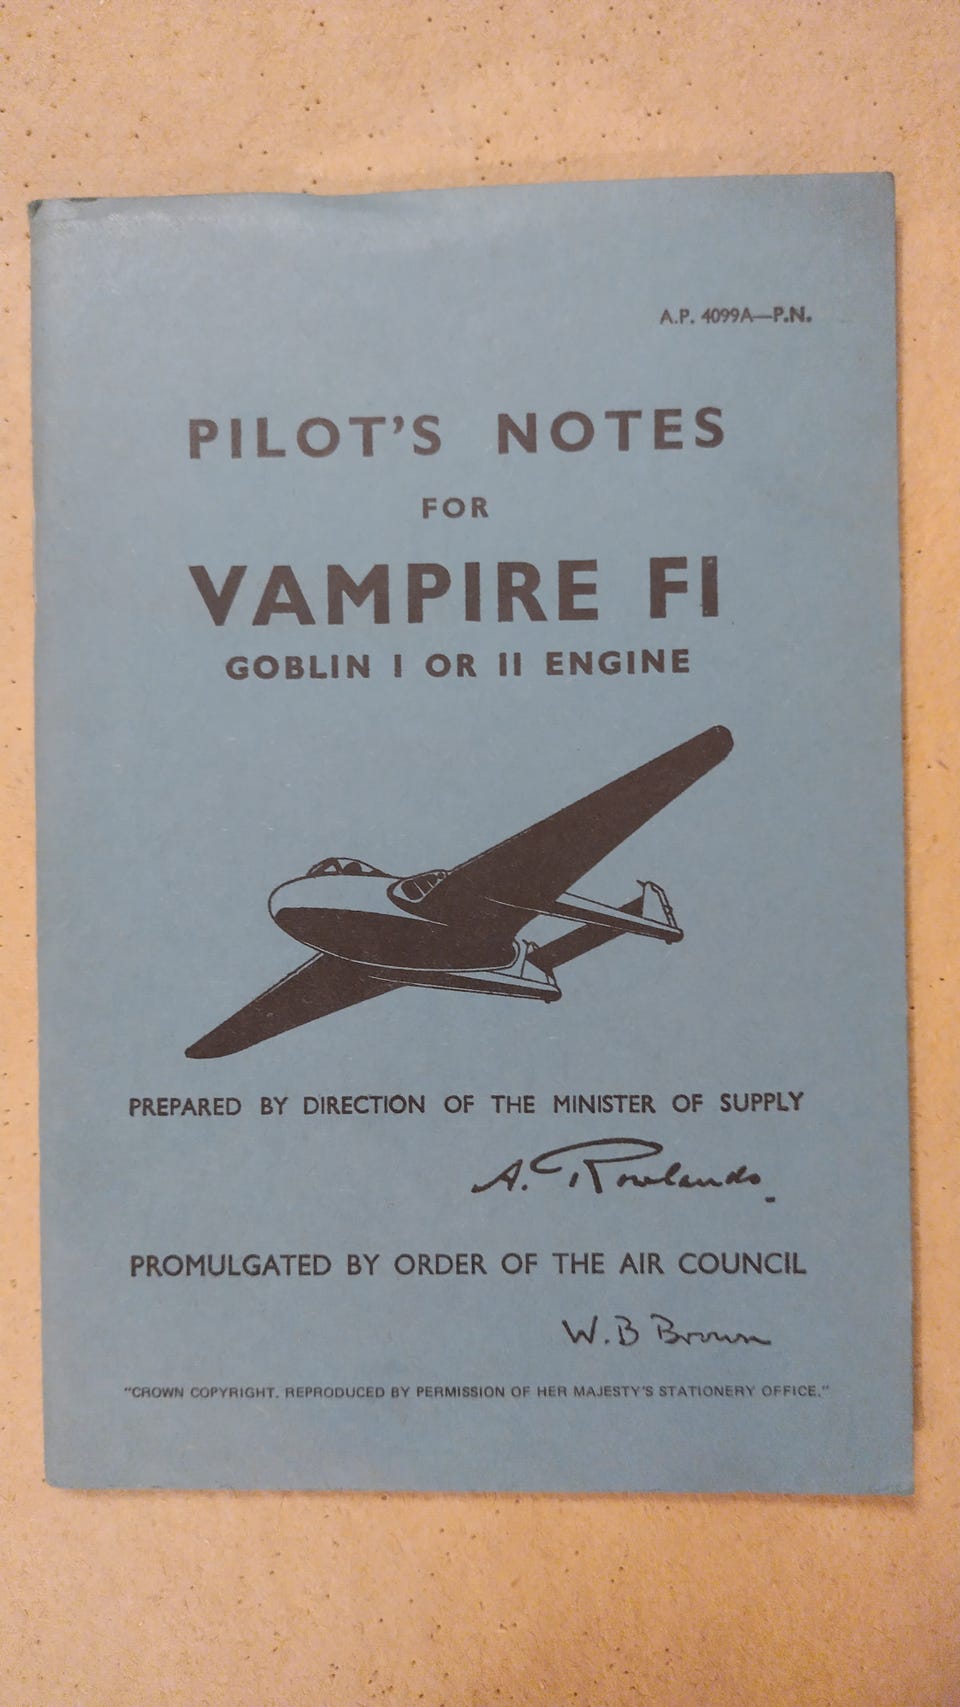 A.P. 4099A—P.N.
PILOT'S NOTES
FOR
VAMPIRE FI
GOBLIN I OR II ENGINE
PREPARED BY DIRECTION OF THE MINISTER OF SUPPLY
A. Rowlands.
PROMULGATED BY ORDER OF THE AIR COUNCIL
W.B Brown
"CROWN COPYRIGHT. REPRODUCED BY PERMISSION OF HER MAJESTY'S STATIONERY OFFICE."